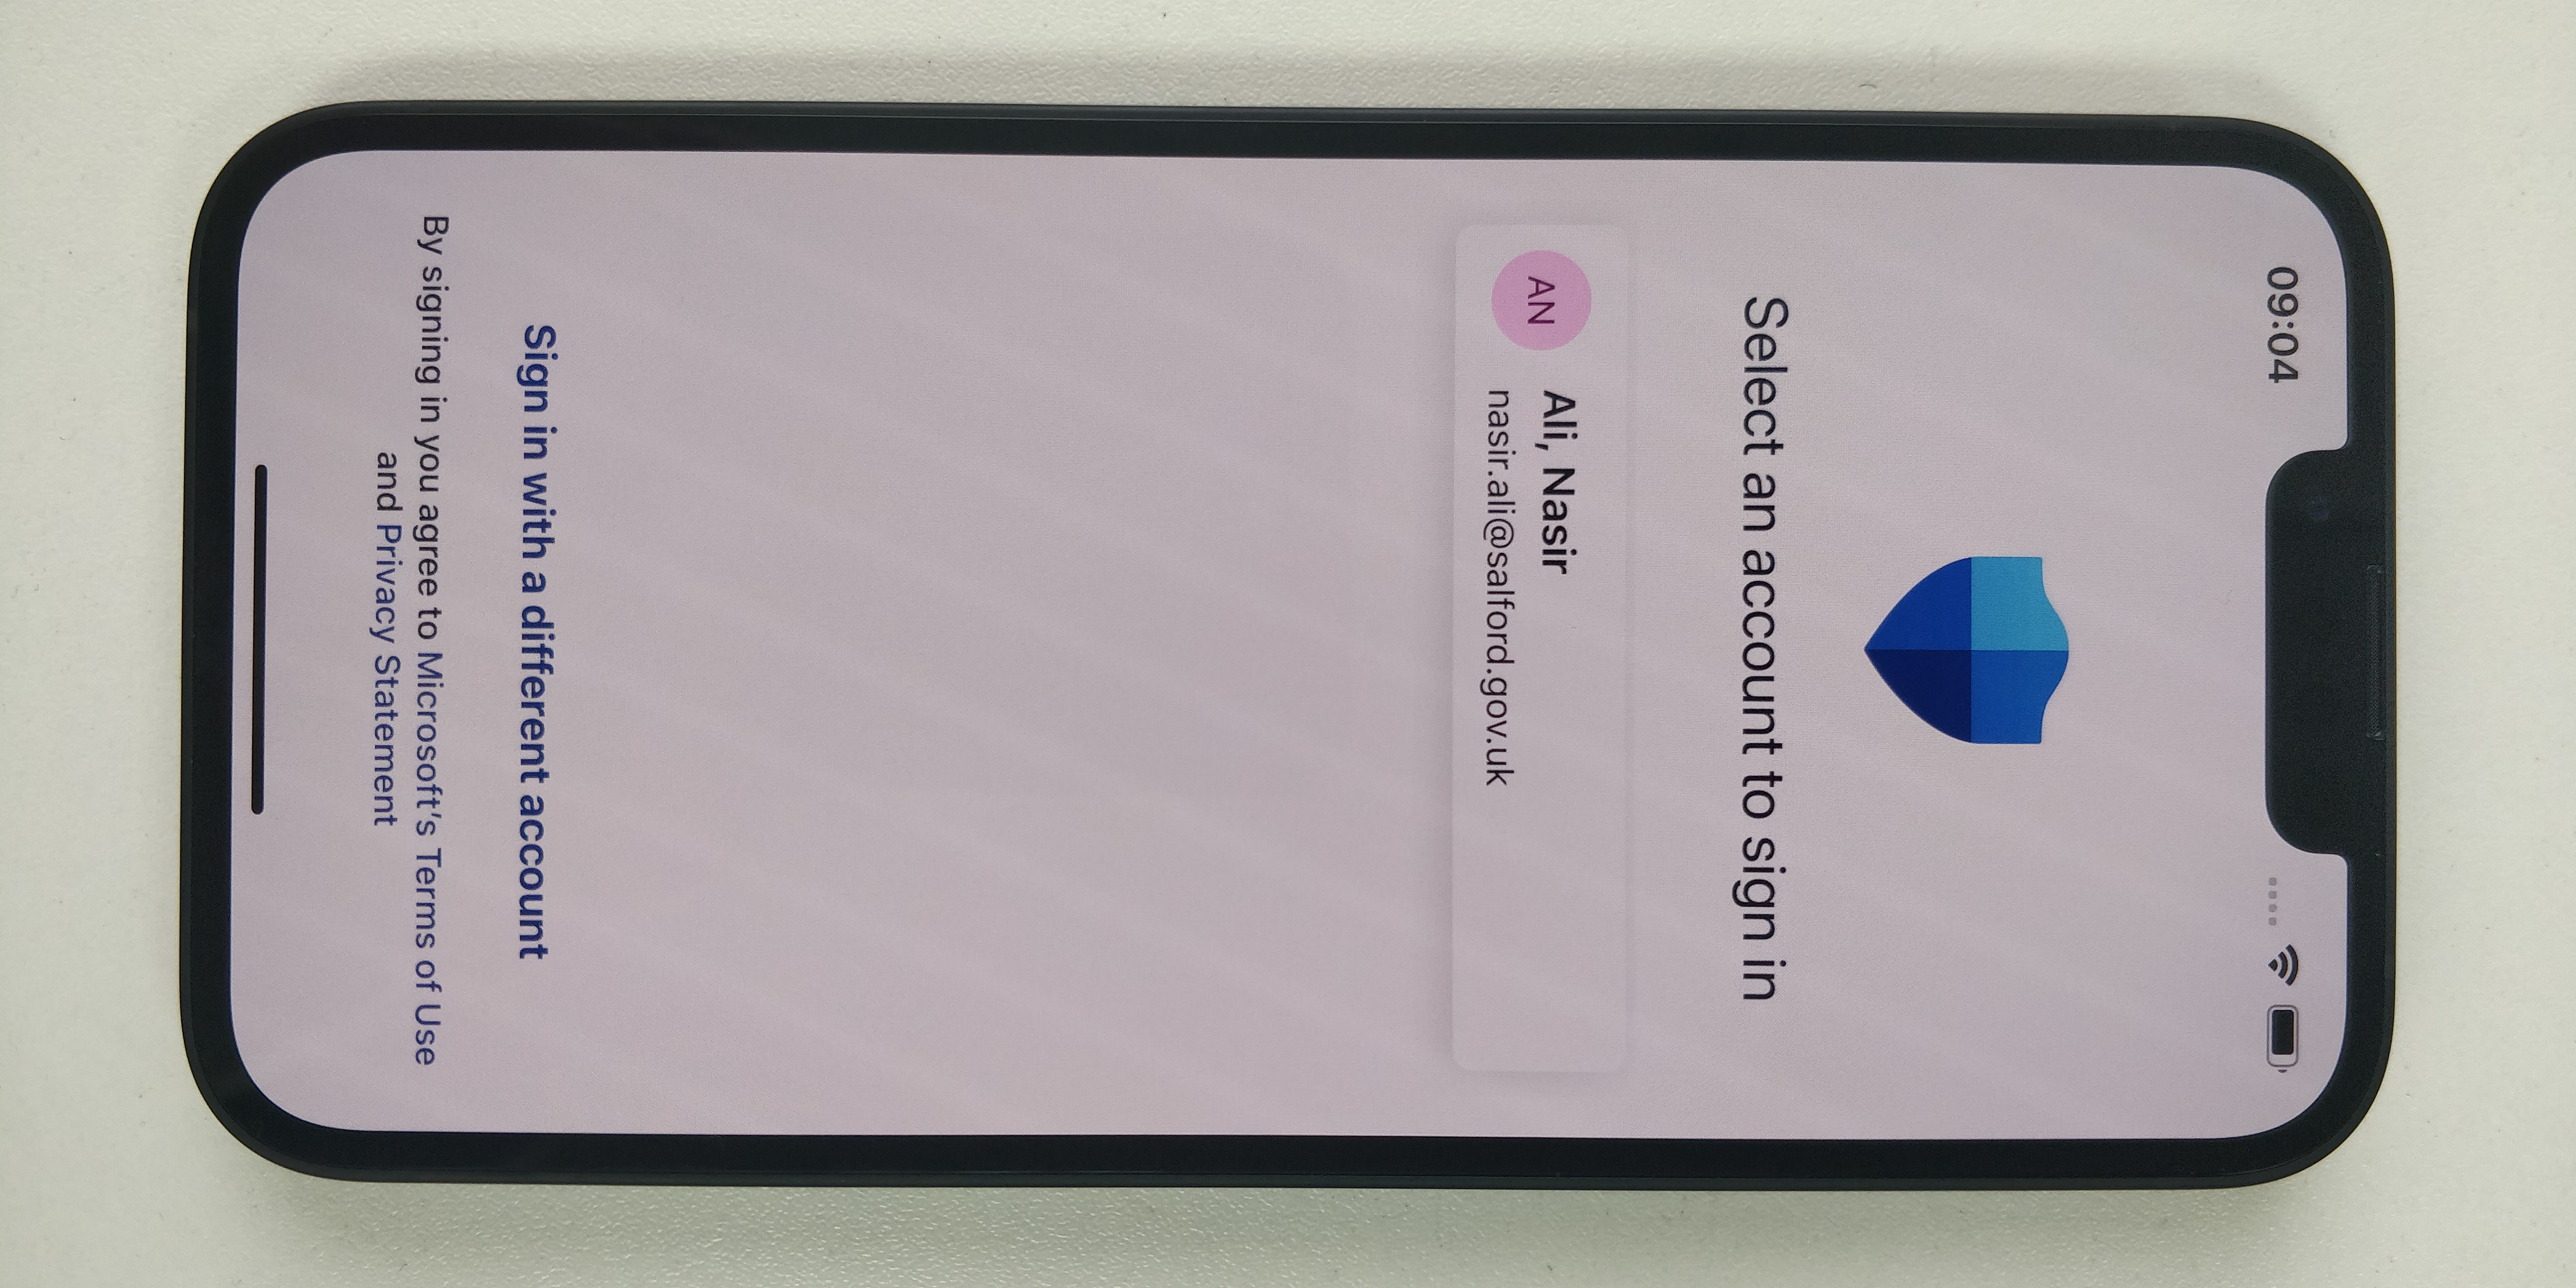 09:04
Select an account to sign in
AN
Ali, Nasir
nasir.ali@salford.gov.uk
Sign in with a different account
By signing in you agree to Microsoft’s Terms of Use
and Privacy Statement